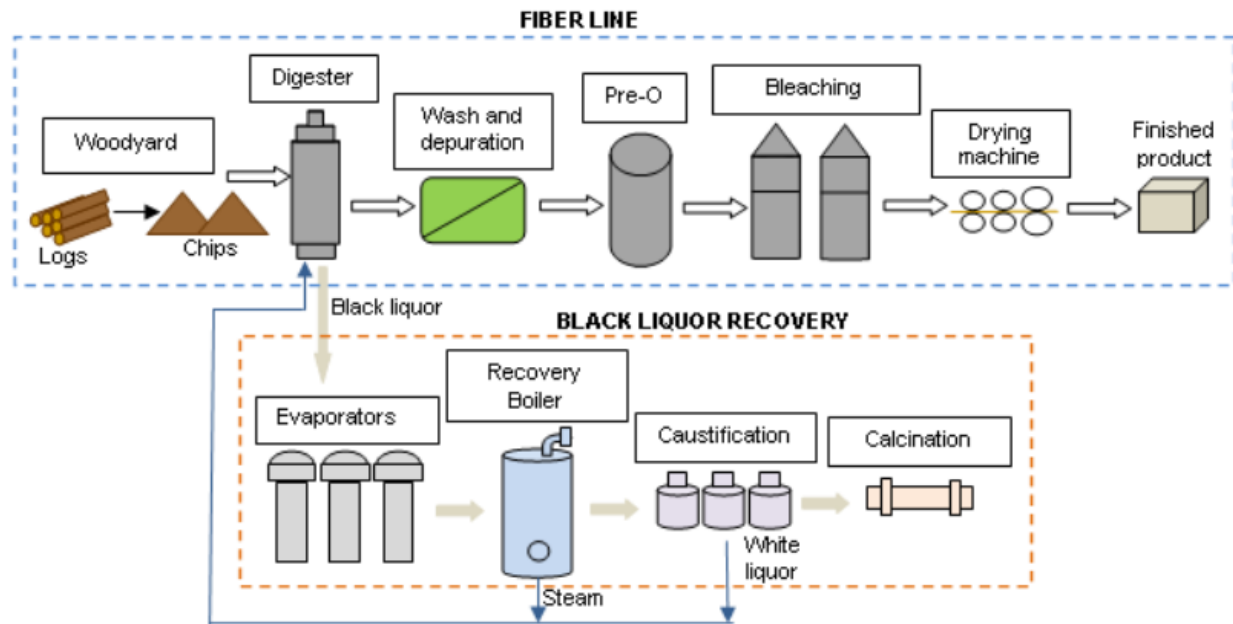 FIBER LINE
Digester
Pre-O
Bleaching
Wash and
depuration
Woodyard
Drying
machine
Finished
product
Logs
Chips
Black liquor
BLACK LIQUOR RECOVERY
Recovery
Boiler
Evaporators
Caustification
Calcination
White
liquor
Steam